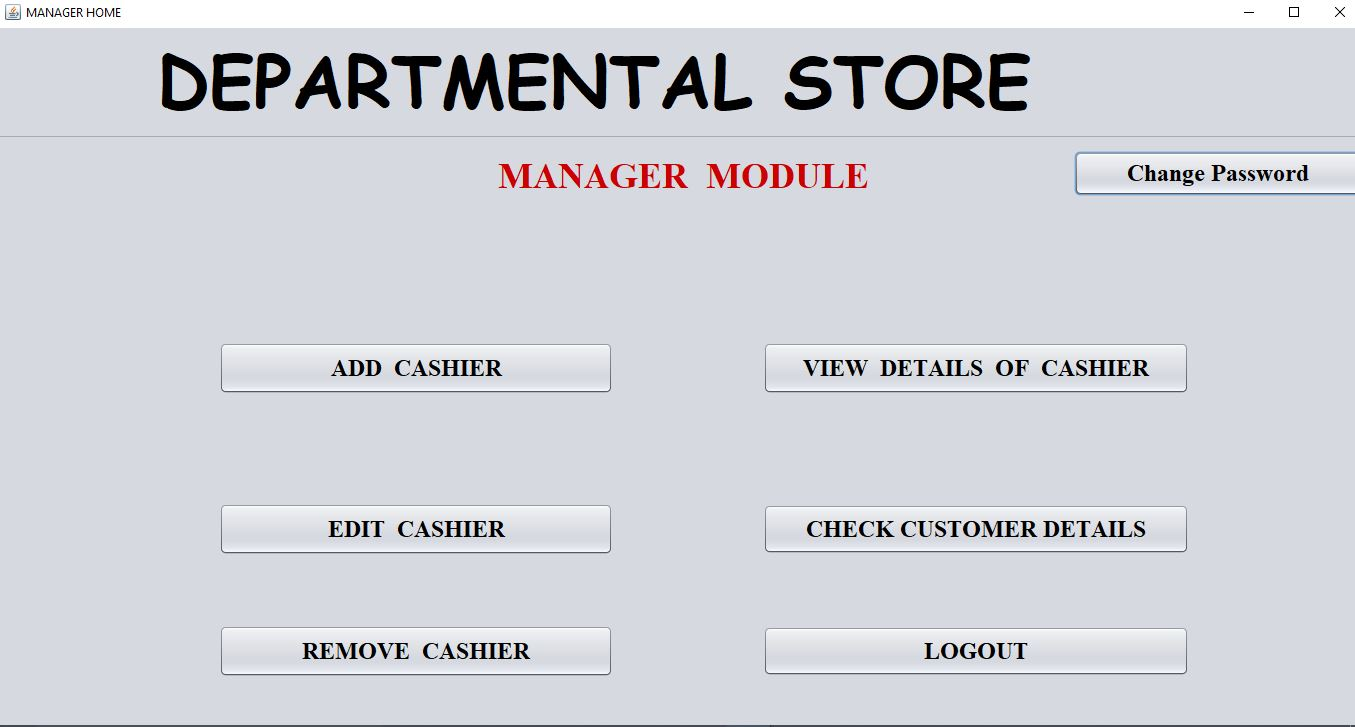 MANAGER HOME
DEPARTMENTAL STORE
MANAGER MODULE
Change Password
ADD CASHIER
VIEW DETAILS OF CASHIER
EDIT CASHIER
CHECK CUSTOMER DETAILS
REMOVE CASHIER
LOGOUT